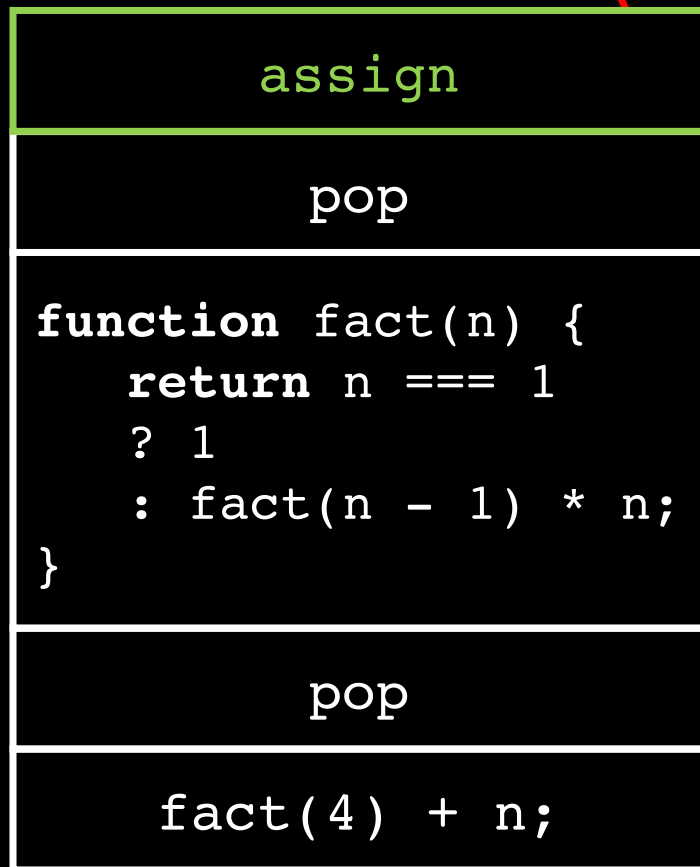 assign
pop
function fact(n) {
return n === 1
? 1
: fact(n - 1) * n;
}
pop
fact(4) + n;